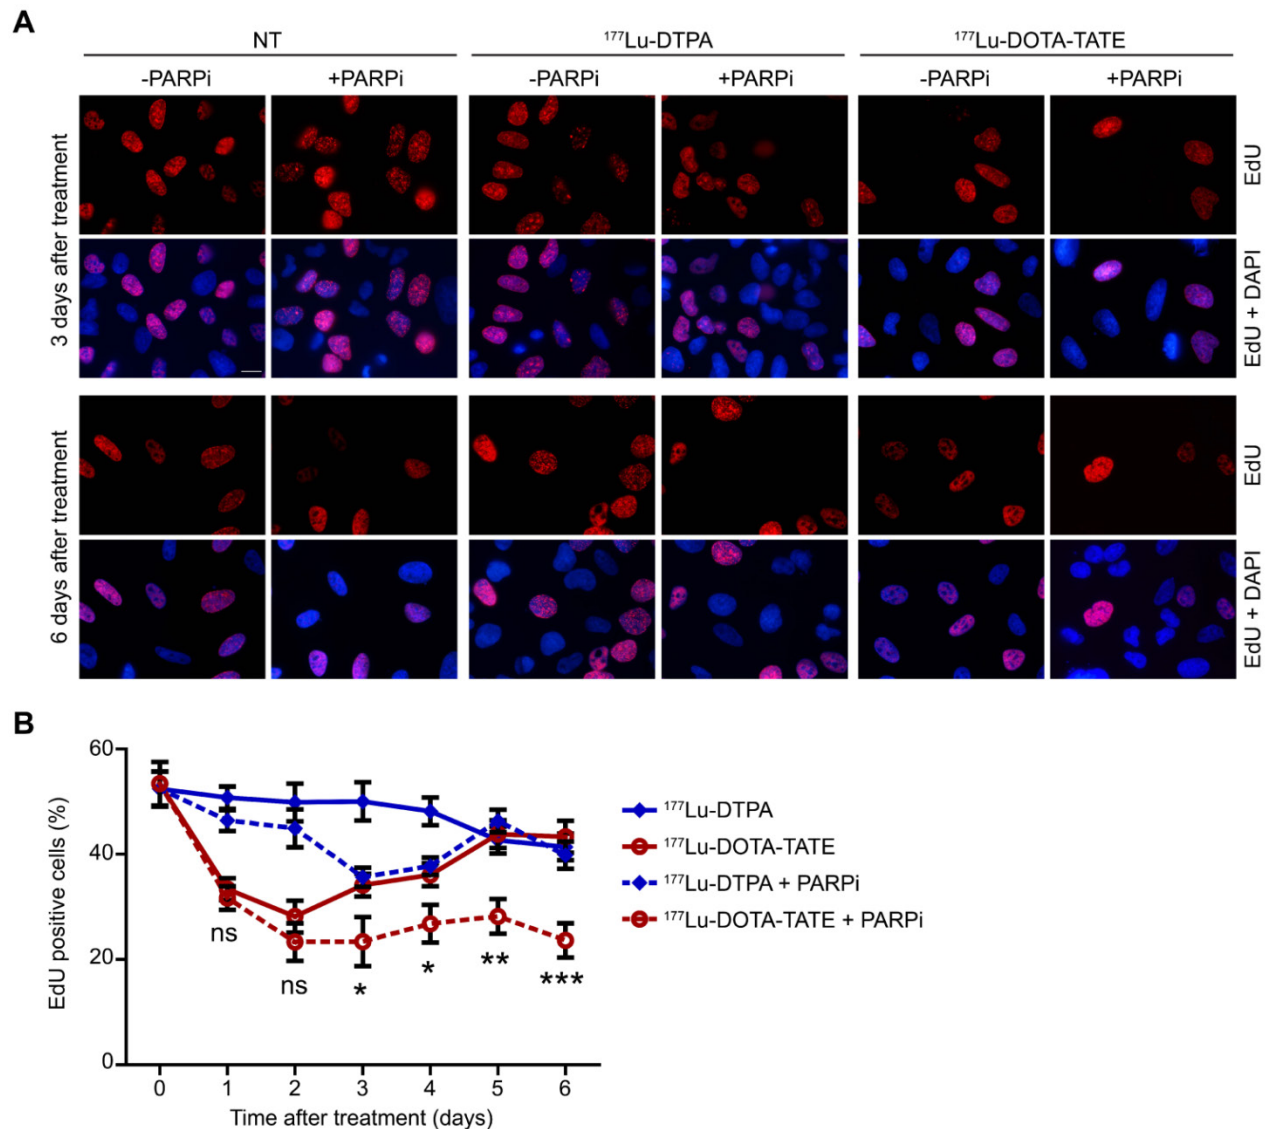 A
NT
¹⁷⁷Lu-DTPA
¹⁷⁷Lu-DOTA-TATE
-PARPi
+PARPi
-PARPi
+PARPi
-PARPi
+PARPi
3 days after treatment
EdU
EdU + DAPI
6 days after treatment
EdU
EdU + DAPI
B
EdU positive cells (%)
60
40
20
0
ns
ns
*
*
**
***
0 1 2 3 4 5 6
Time after treatment (days)
¹⁷⁷Lu-DTPA
¹⁷⁷Lu-DOTA-TATE
¹⁷⁷Lu-DTPA + PARPi
¹⁷⁷Lu-DOTA-TATE + PARPi